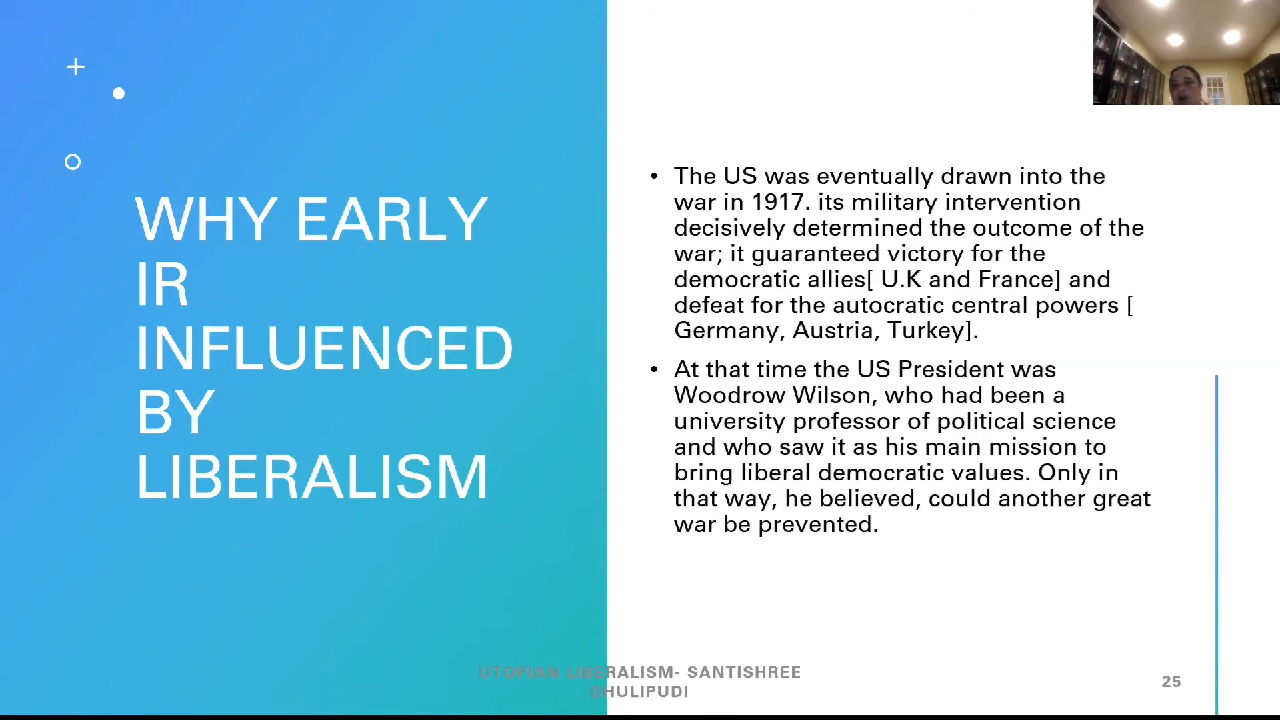 WHY EARLY
IR
INFLUENCED
BY
LIBERALISM
• The US was eventually drawn into the
war in 1917. its military intervention
decisively determined the outcome of the
war; it guaranteed victory for the
democratic allies[ U.K and France] and
defeat for the autocratic central powers [
Germany, Austria, Turkey].
• At that time the US President was
Woodrow Wilson, who had been a
university professor of political science
and who saw it as his main mission to
bring liberal democratic values. Only in
that way, he believed, could another great
war be prevented.
UTOPIAN LIBERALISM- SANTISHREE
DHULIPUDI
25